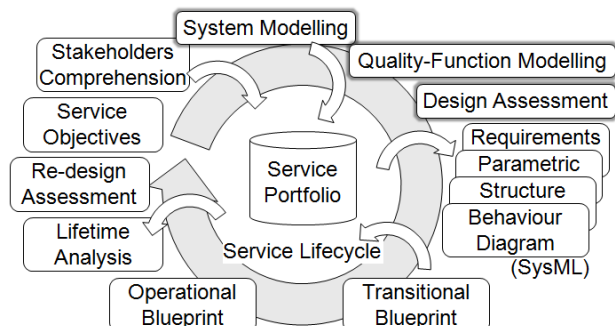 System Modelling
Stakeholders
Comprehension
Quality-Function Modelling
Design Assessment
Service
Objectives
Requirements
Parametric
Structure
Behaviour
Diagram
(SysML)
Re-design
Assessment
Service
Portfolio
Lifetime
Analysis
Service Lifecycle
Operational
Blueprint
Transitional
Blueprint